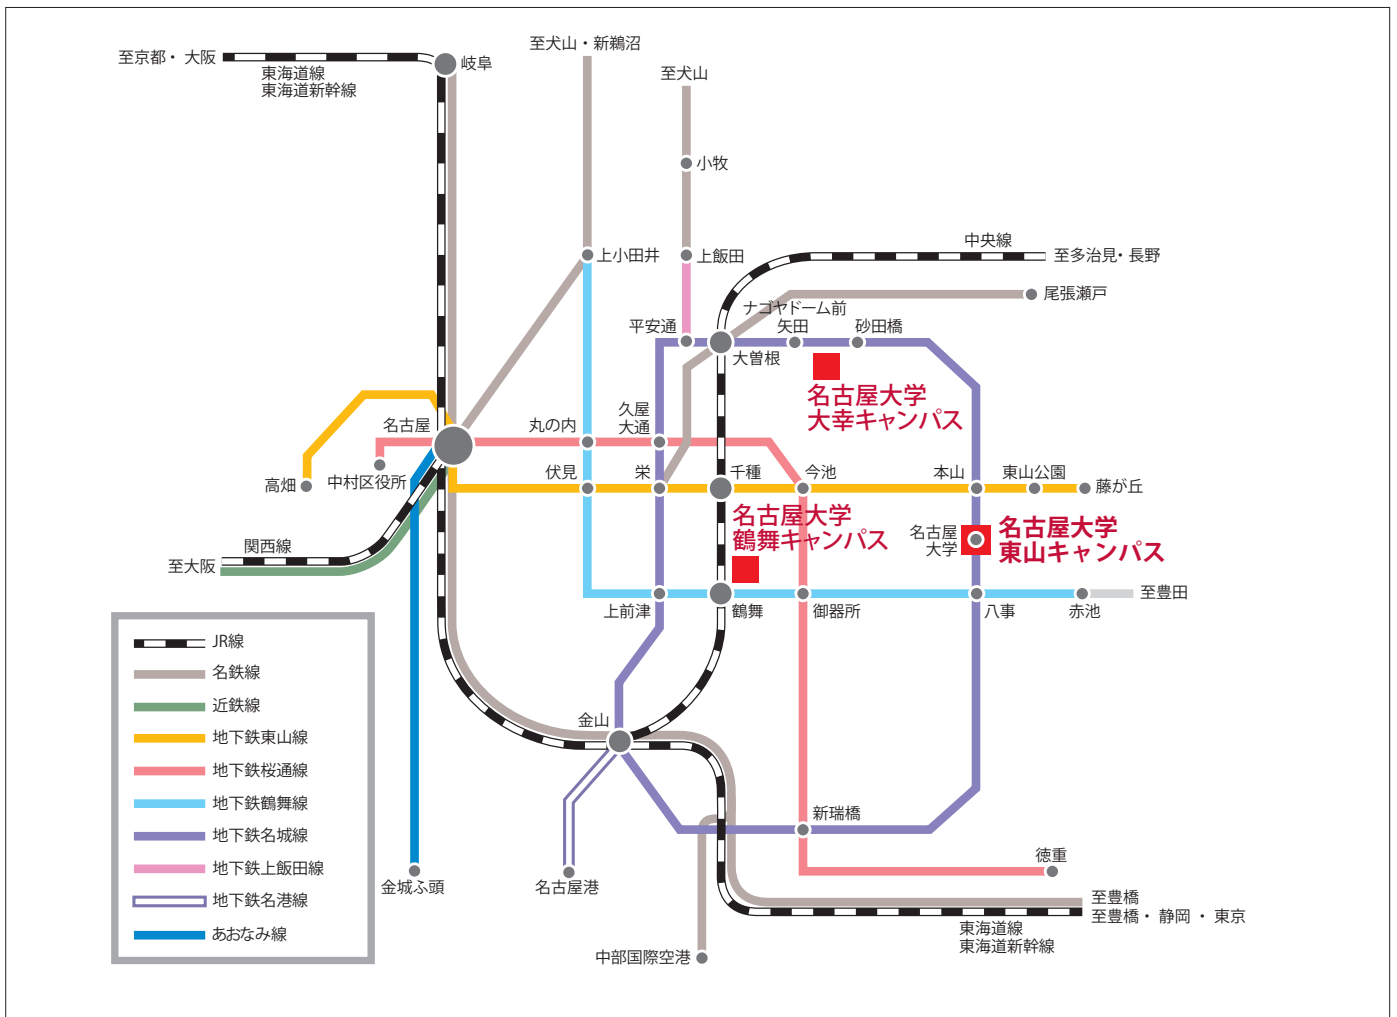 至京都・大阪
東海道線
東海道新幹線
岐阜
至犬山・新鵜沼
至犬山
小牧
上小田井
上飯田
中央線
至多治見・長野
尾張瀬戸
ナゴヤドーム前
矢田
砂田橋
平安通
大曽根
名古屋大学
大幸キャンパス
久屋
大通
丸の内
名古屋
中村区役所
高畑
伏見
栄
千種
今池
本山
東山公園
藤が丘
名古屋大学
鶴舞キャンパス
名古屋
大学
名古屋大学
東山キャンパス
関西線
至大阪
上前津
鶴舞
御器所
八事
赤池
至豊田
金山
新瑞橋
徳重
金城ふ頭
名古屋港
中部国際空港
至豊橋
至豊橋・静岡・東京
東海道線
東海道新幹線
JR線
名鉄線
近鉄線
地下鉄東山線
地下鉄桜通線
地下鉄鶴舞線
地下鉄名城線
地下鉄上飯田線
地下鉄名港線
あおなみ線